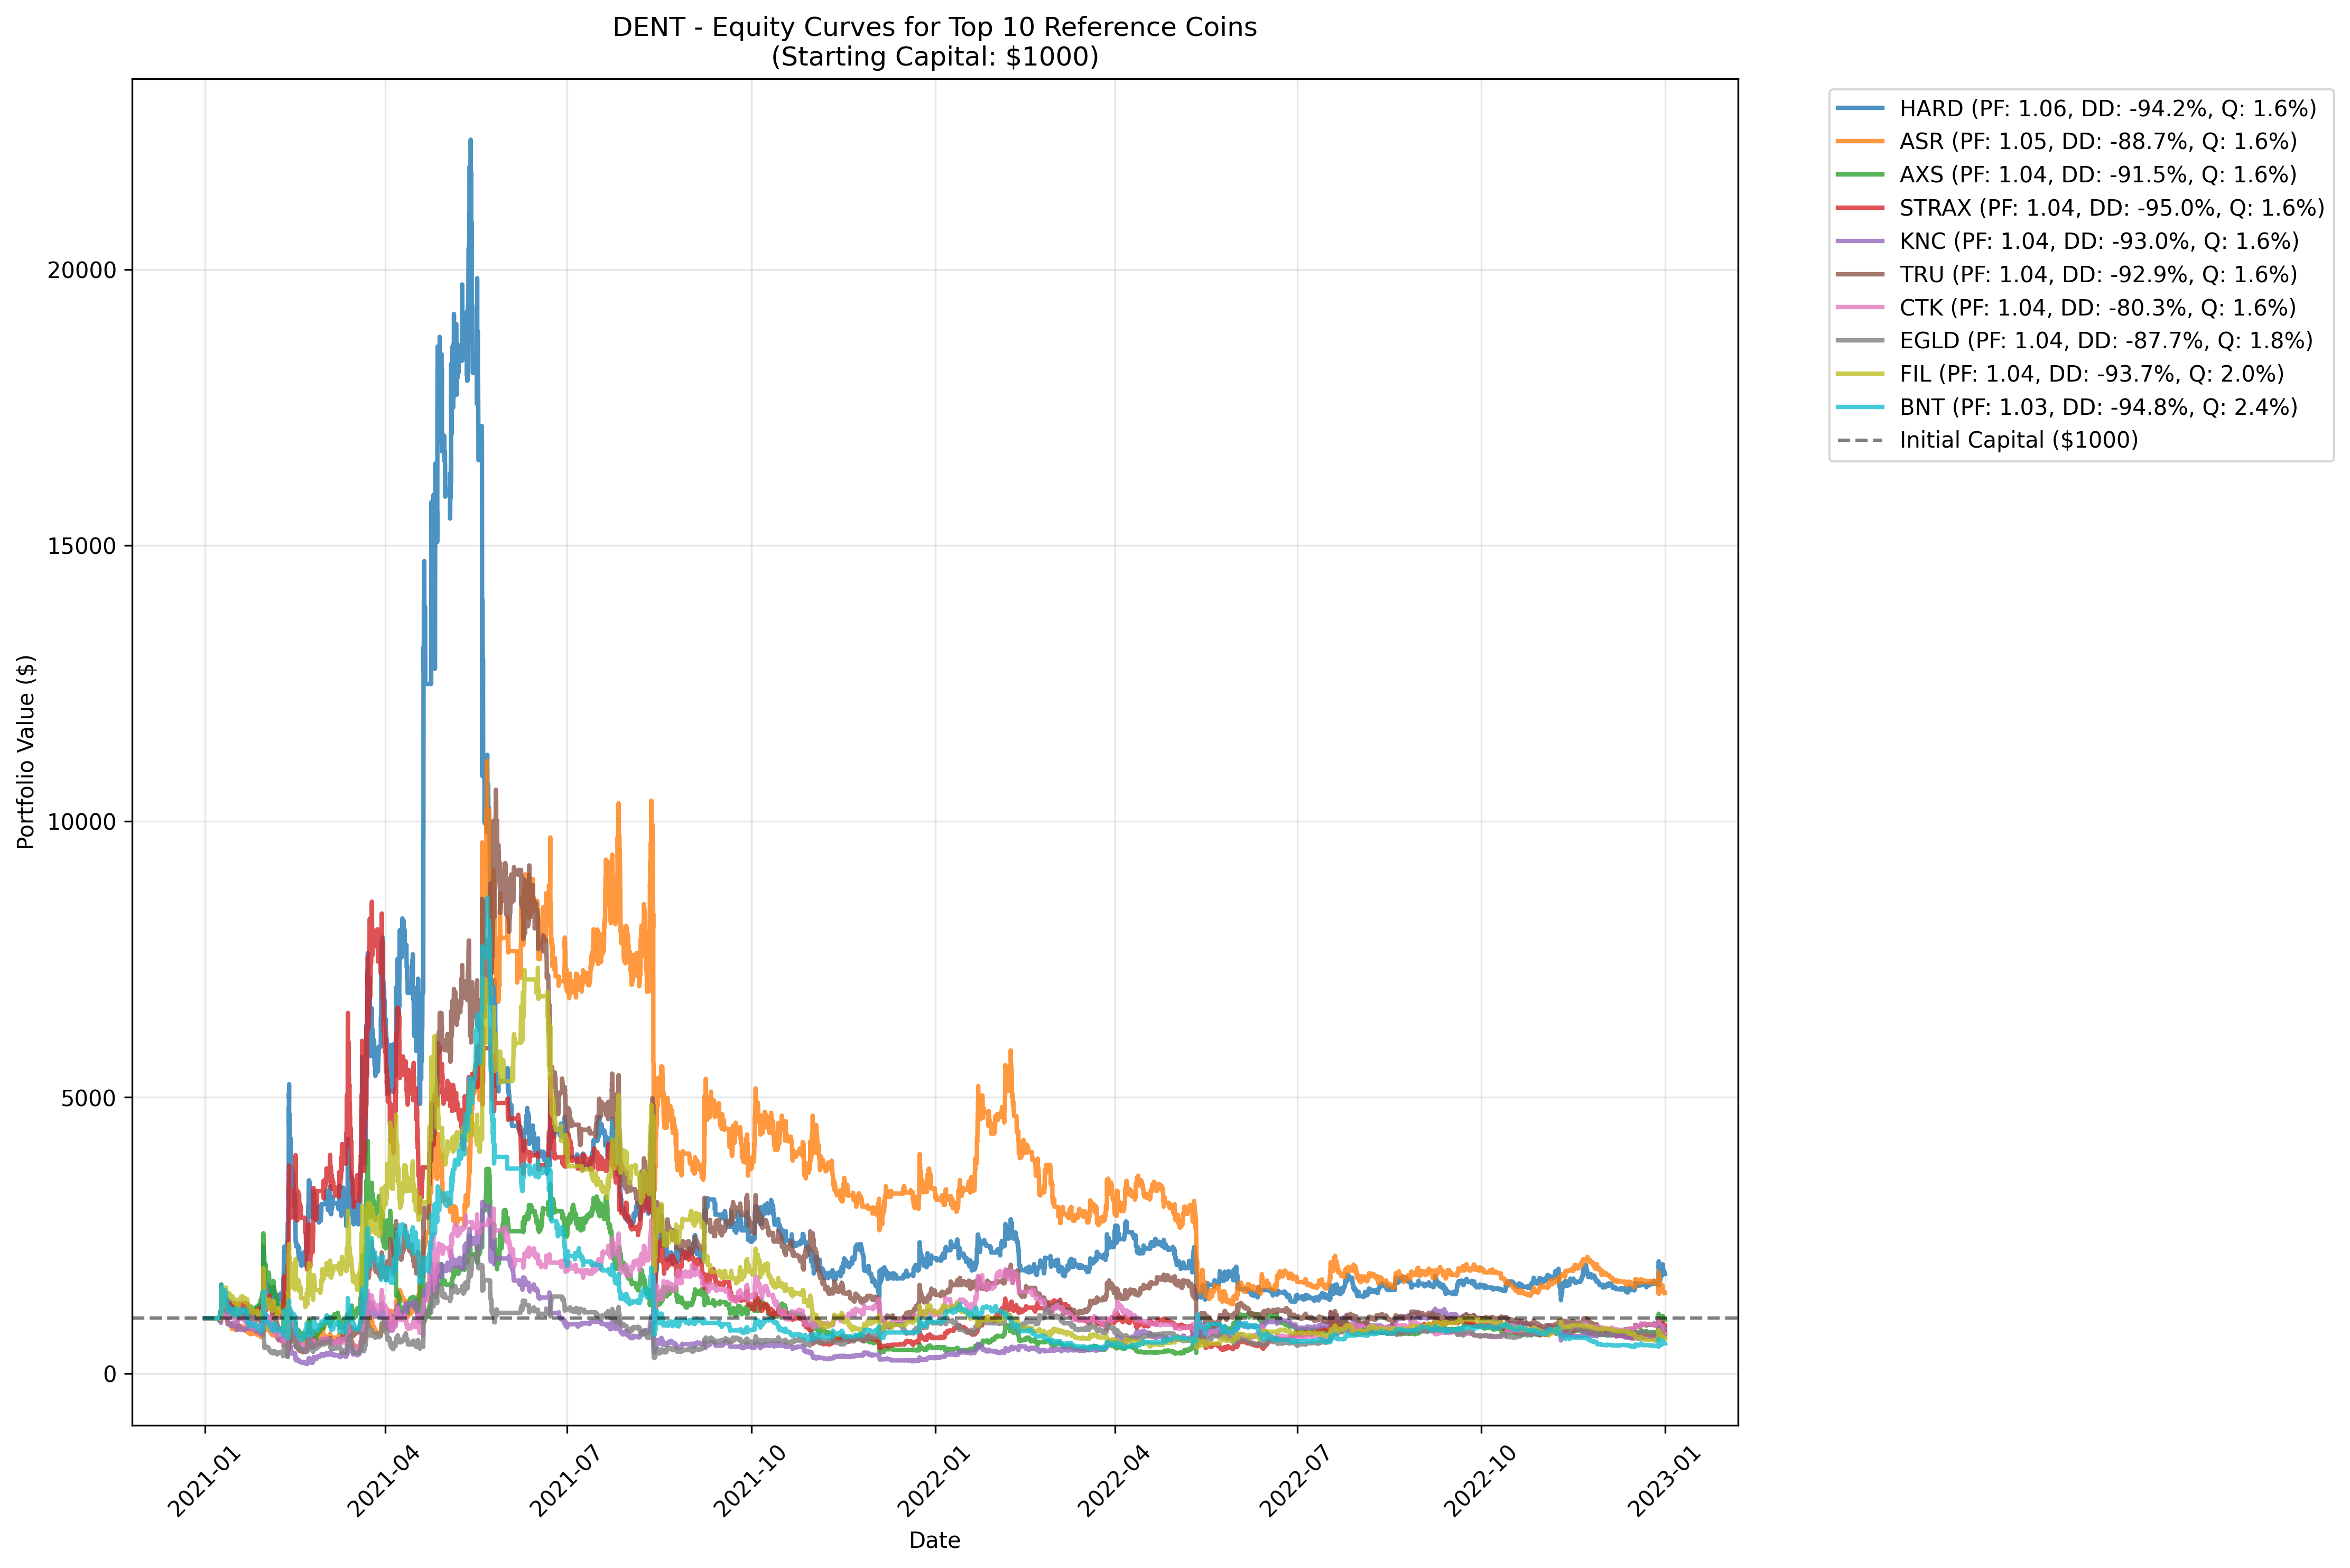 DENT - Equity Curves for Top 10 Reference Coins
(Starting Capital: $1000)
HARD (PF: 1.06, DD: -94.2%, Q: 1.6%)
ASR (PF: 1.05, DD: -88.7%, Q: 1.6%)
AXS (PF: 1.04, DD: -91.5%, Q: 1.6%)
STRAX (PF: 1.04, DD: -95.0%, Q: 1.6%)
KNC (PF: 1.04, DD: -93.0%, Q: 1.6%)
TRU (PF: 1.04, DD: -92.9%, Q: 1.6%)
CTK (PF: 1.04, DD: -80.3%, Q: 1.6%)
EGLD (PF: 1.04, DD: -87.7%, Q: 1.8%)
FIL (PF: 1.04, DD: -93.7%, Q: 2.0%)
BNT (PF: 1.03, DD: -94.8%, Q: 2.4%)
Initial Capital ($1000)
Portfolio Value ($)
20000
15000
10000
5000
0
2021-01
2021-04
2021-07
2021-10
2022-01
2022-04
2022-07
2022-10
2023-01
Date